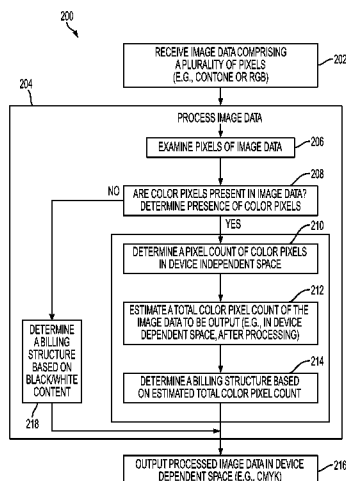 200
RECEIVE IMAGE DATA COMPRISING
A PLURALITY OF PIXELS
(E.G., CONTONE OR RGB)
202
204
PROCESS IMAGE DATA
EXAMINE PIXELS OF IMAGE DATA
206
208
NO
ARE COLOR PIXELS PRESENT IN IMAGE DATA?
DETERMINE PRESENCE OF COLOR PIXELS
YES
210
DETERMINE A PIXEL COUNT OF COLOR PIXELS
IN DEVICE INDEPENDENT SPACE
212
ESTIMATE A TOTAL COLOR PIXEL COUNT OF THE
IMAGE DATA TO BE OUTPUT (E.G., IN DEVICE
DEPENDENT SPACE, AFTER PROCESSING)
214
DETERMINE A BILLING STRUCTURE BASED
ON ESTIMATED TOTAL COLOR PIXEL COUNT
DETERMINE
A BILLING
STRUCTURE
BASED ON
BLACK/WHITE
CONTENT
218
OUTPUT PROCESSED IMAGE DATA IN DEVICE
DEPENDENT SPACE (E.G., CMYK)
216